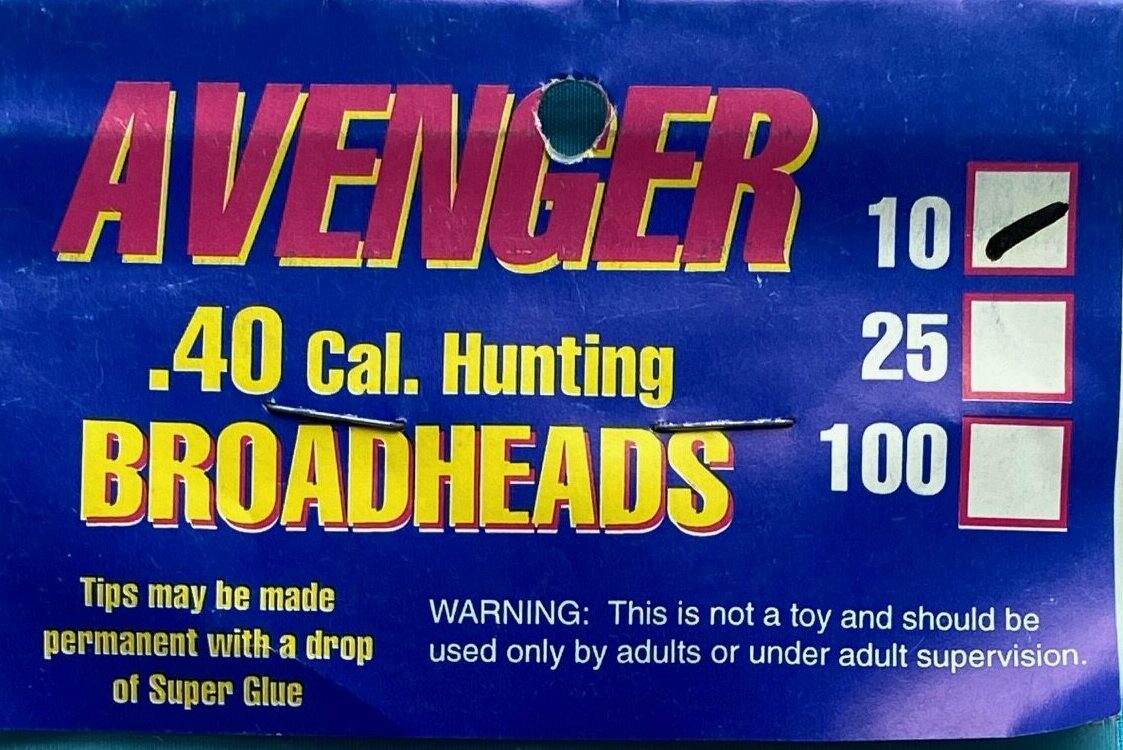 AVENGER
.40 Cal. Hunting
BROADHEADS
10
25
100
Tips may be made
permanent with a drop
of Super Glue
WARNING: This is not a toy and should be
used only by adults or under adult supervision.